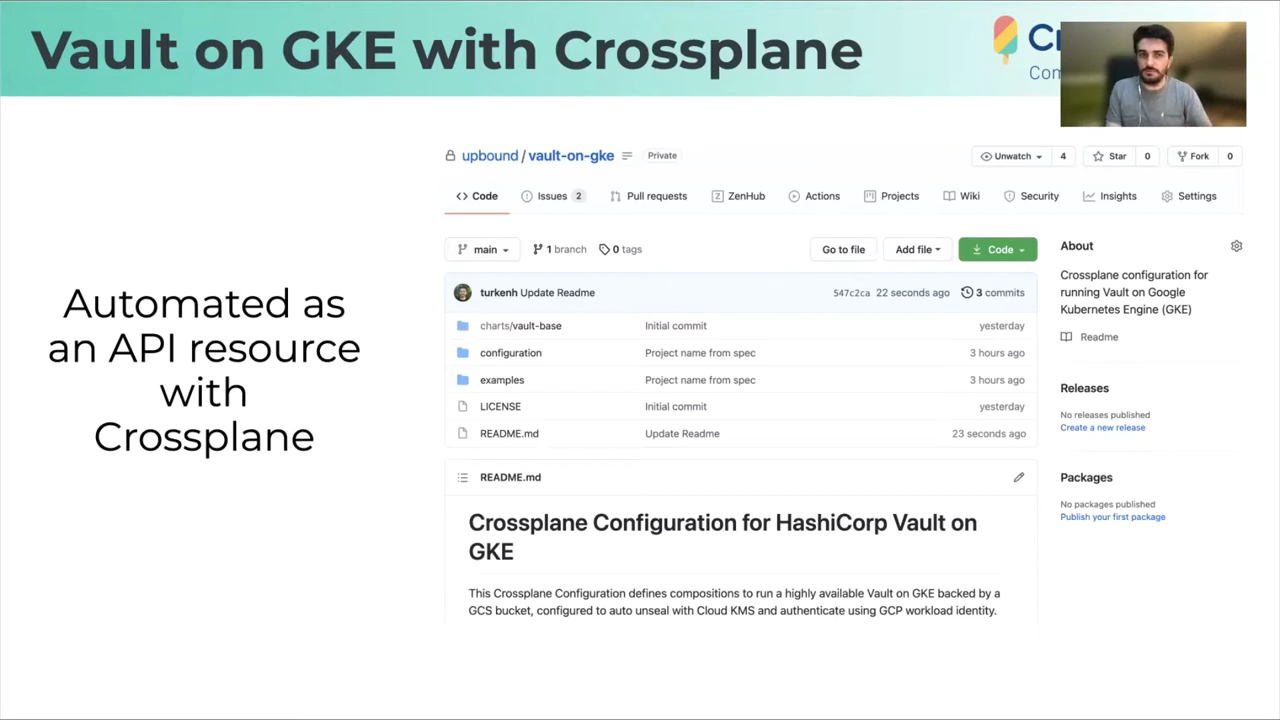 Vault on GKE with Crossplane
Automated as
an API resource
with
Crossplane
upbound / vault-on-gke Private
Unwatch 4 Star 0 Fork 0
Code Issues 2 Pull requests ZenHub Actions Projects Wiki Security Insights Settings
main 1 branch 0 tags Go to file Add file Code
turkenh Update Readme 547c2ca 22 seconds ago 3 commits
charts/vault-base Initial commit yesterday
configuration Project name from spec 3 hours ago
examples Project name from spec 3 hours ago
LICENSE Initial commit yesterday
README.md Update Readme 23 seconds ago
README.md
Crossplane Configuration for HashiCorp Vault on
GKE
This Crossplane Configuration defines compositions to run a highly available Vault on GKE backed by a
GCS bucket, configured to auto unseal with Cloud KMS and authenticate using GCP workload identity.
About
Crossplane configuration for
running Vault on Google
Kubernetes Engine (GKE)
Readme
Releases
No releases published
Create a new release
Packages
No packages published
Publish your first package